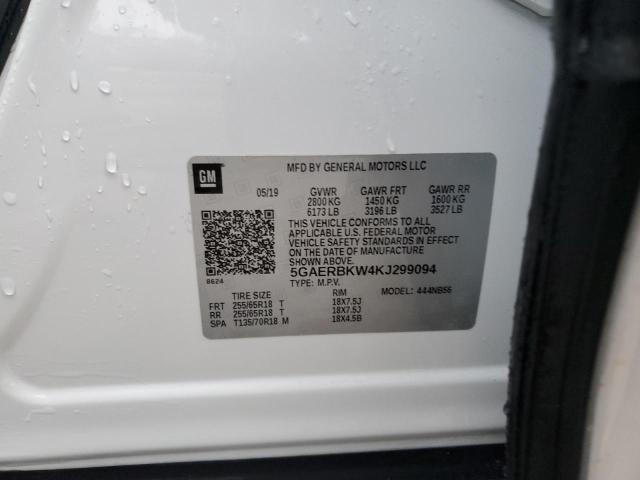 GM
MFD BY GENERAL MOTORS LLC
05/19 GVWR GAWR FRT GAWR RR
2800 KG 1450 KG 1600 KG
6173 LB 3196 LB 3527 LB
THIS VEHICLE CONFORMS TO ALL
APPLICABLE U.S. FEDERAL MOTOR
VEHICLE SAFETY STANDARDS IN EFFECT
ON THE DATE OF MANUFACTURE
SHOWN ABOVE.
8624 5GAERBKW4KJ299094
TYPE: M.P.V. MODEL: 444NB56
TIRE SIZE RIM
FRT 255/65R18 T 18X7.5J
RR 255/65R18 T 18X7.5J
SPA T135/70R18 M 18X4.5B